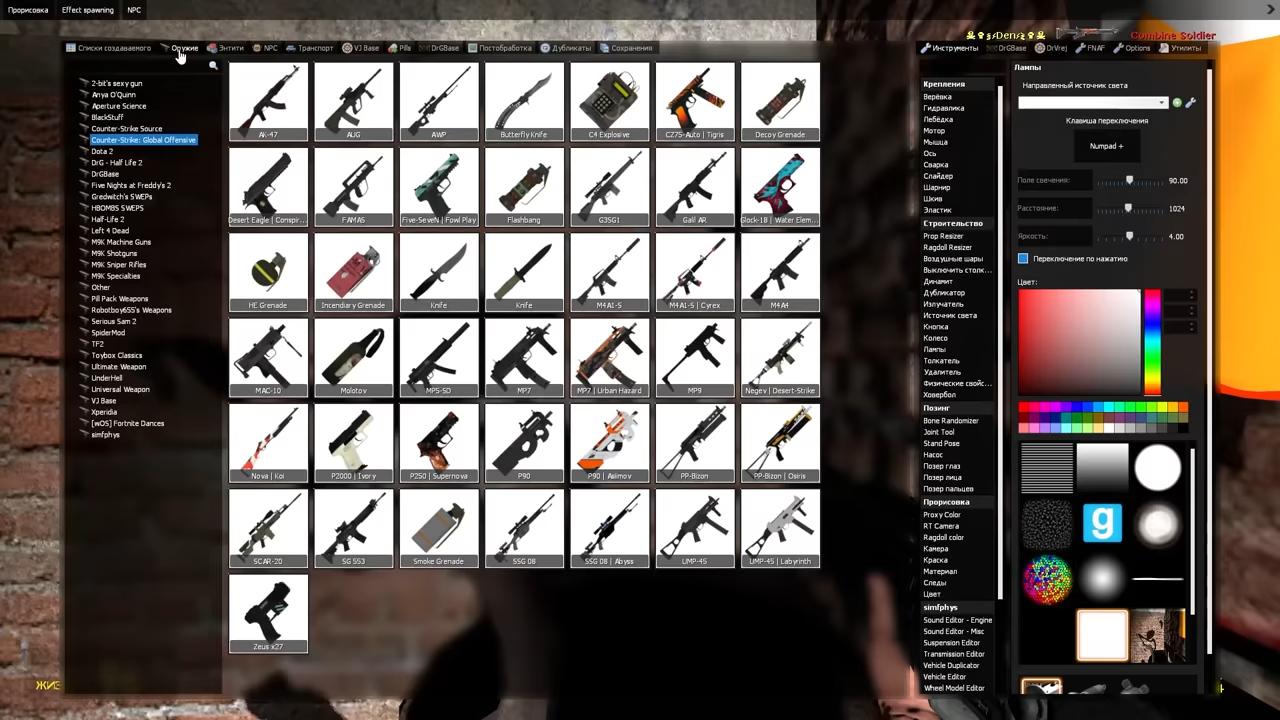 Прорисовка
Effect spawning
NPC
Списки создаваемого
Оружие
Энтити
NPC
Транспорт
VJ Base
Pills
DrGBase
Постобработка
Дубликаты
Сохранения
Combine Soldier
Инструменты
DrGBase
DrVrej
FNAF
Options
Утилиты
2-bit's sexy gun
Anya O'Quinn
Aperture Science
BlackStuff
Counter-Strike Source
Counter-Strike: Global Offensive
Dota 2
DrG - Half Life 2
DrGBase
Five Nights at Freddy's 2
Gredwitch's SWEPs
HBOMBS SWEPS
Half-Life 2
Left 4 Dead
M9K Machine Guns
M9K Shotguns
M9K Sniper Rifles
M9K Specialties
Other
Pill Pack Weapons
Robotboy655's Weapons
Serious Sam 2
SpiderMod
TF2
Toybox Classics
Ultimate Weapon
UnderHell
Universal Weapon
VJ Base
Xperidia
[wOS] Fortnite Dances
simfphys
AK-47
AUG
AWP
Butterfly Knife
C4 Explosive
CZ75-Auto | Tigris
Decoy Grenade
Desert Eagle | Conspir...
FAMAS
Five-SeveN | Fowl Play
Flashbang
G3SG1
Galil AR
Glock-18 | Water Elem...
HE Grenade
Incendiary Grenade
Knife
Knife
M4A1-S
M4A1-S | Cyrex
M4A4
MAC-10
Molotov
MP5-SD
MP7
MP7 | Urban Hazard
MP9
Negev | Desert-Strike
Nova | Koi
P2000 | Ivory
P250 | Supernova
P90
P90 | Asiimov
PP-Bizon
PP-Bizon | Osiris
SCAR-20
SG 553
Smoke Grenade
SSG 08
SSG 08 | Abyss
UMP-45
UMP-45 | Labyrinth
Zeus x27
Крепления
Верёвка
Гидравлика
Лебёдка
Мотор
Мышца
Ось
Сварка
Слайдер
Шарнир
Шкив
Эластик
Строительство
Prop Resizer
Ragdoll Resizer
Воздушные шары
Выключить столк...
Динамит
Дубликатор
Излучатель
Источник света
Кнопка
Колесо
Лампы
Толкатель
Удалитель
Физические свойс...
Ховербол
Позинг
Bone Randomizer
Joint Tool
Stand Pose
Насос
Позер глаз
Позер лица
Позер пальцев
Прорисовка
Proxy Color
RT Camera
Ragdoll color
Камера
Краска
Материал
Следы
Цвет
simfphys
Sound Editor - Engine
Sound Editor - Misc
Suspension Editor
Transmission Editor
Vehicle Duplicator
Vehicle Editor
Wheel Model Editor
Лампы
Направленный источник света
Клавиша переключения
Numpad +
Поле свечения:
90.00
Расстояние:
1024
Яркость:
4.00
Переключение по нажатию
Цвет:
g